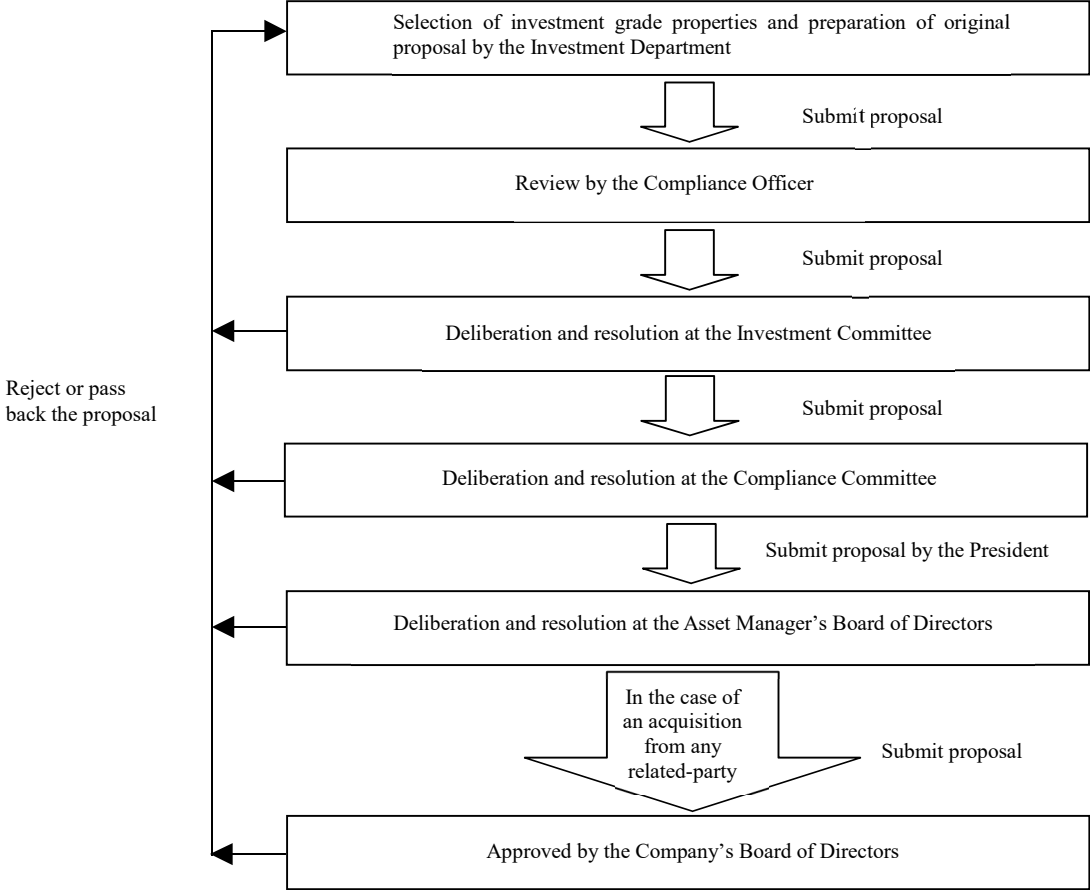 Selection of investment grade properties and preparation of original
proposal by the Investment Department
Submit proposal
Review by the Compliance Officer
Submit proposal
Deliberation and resolution at the Investment Committee
Reject or pass
back the proposal
Submit proposal
Deliberation and resolution at the Compliance Committee
Submit proposal by the President
Deliberation and resolution at the Asset Manager’s Board of Directors
In the case of
an acquisition
from any
related-party
Submit proposal
Approved by the Company’s Board of Directors